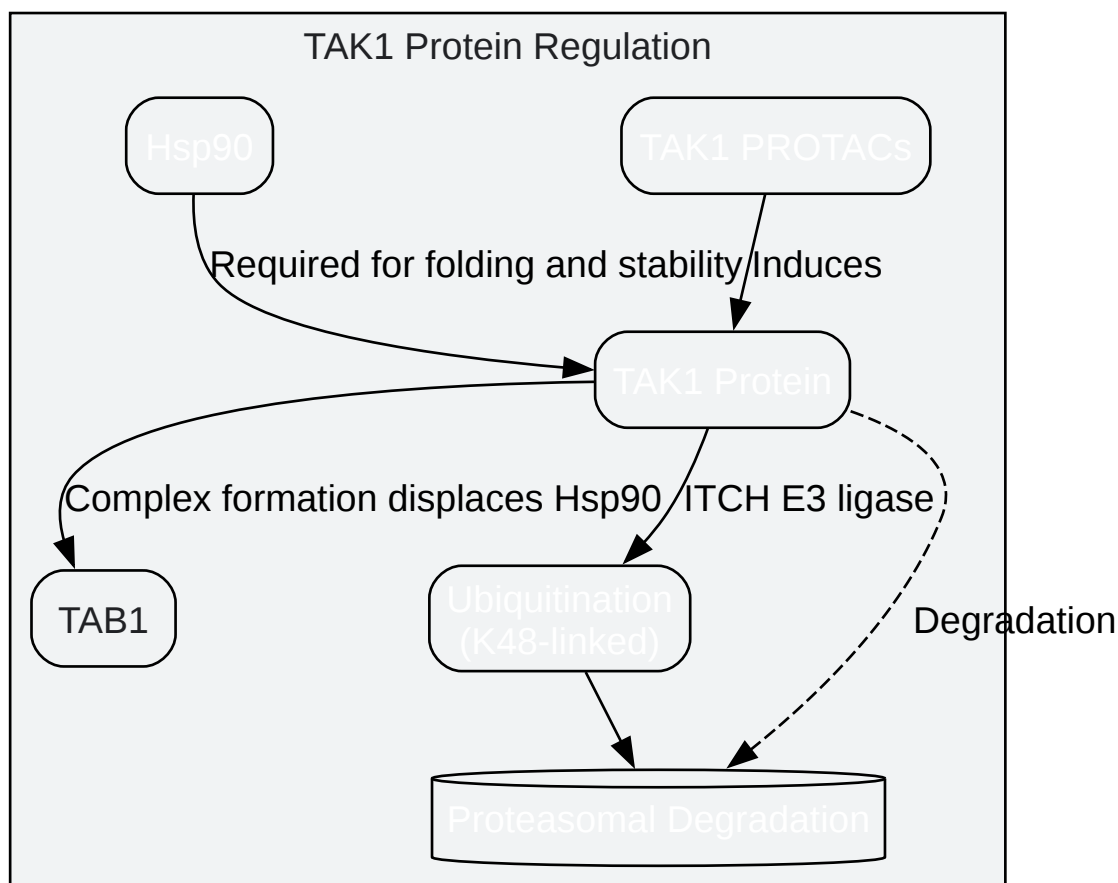 TAK1 Protein Regulation
Hsp90
TAK1 PROTACs
Required for folding and stability
Induces
TAK1 Protein
Complex formation displaces Hsp90
ITCH E3 ligase
TAB1
Ubiquitination
(K48-linked)
Degradation
Proteasomal Degradation